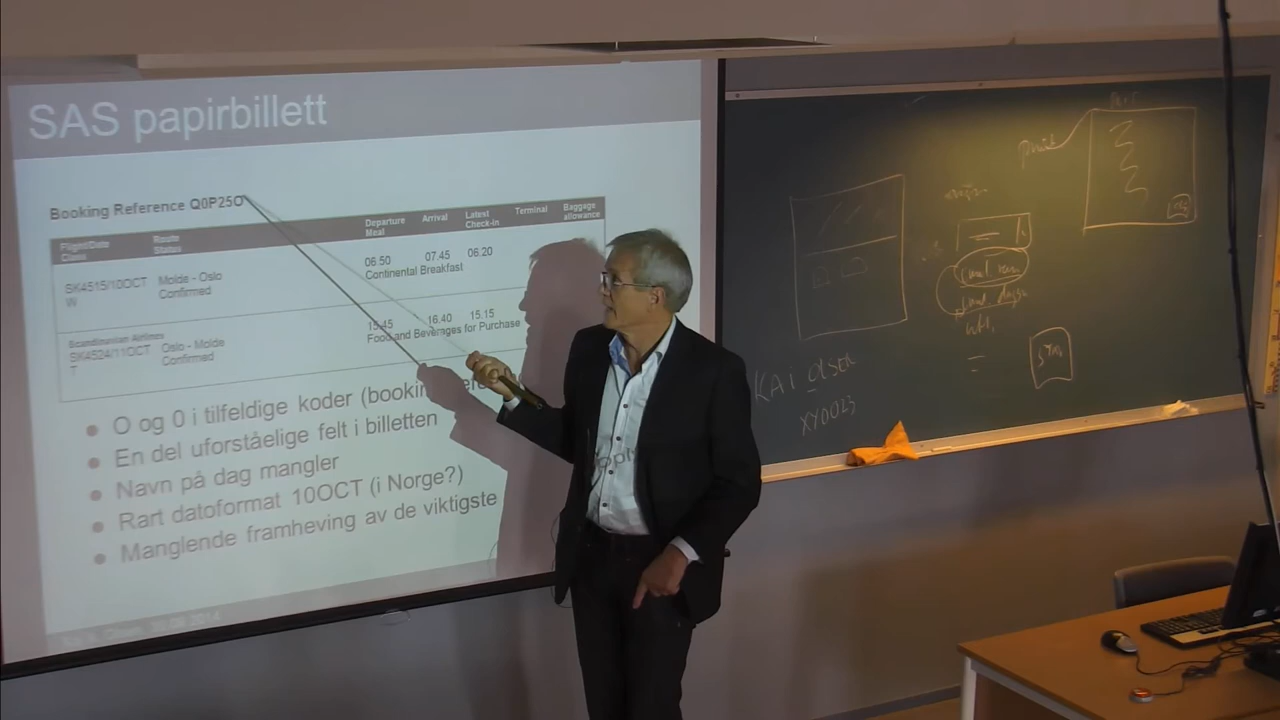 SAS papirbillett
Booking Reference Q0P25O
Flight/Date Route Departure Arrival Latest Terminal Baggage
Class Status Meal Check-In allowance
SK4515/10OCT Molde - Oslo 06.50 07.45 06.20
W Confirmed Continental Breakfast
Scandinavian Airlines
SK4524/11OCT Oslo - Molde 15.45 16.40 15.15
T Confirmed Food and Beverages for Purchase
O og 0 i tilfeldige koder (booking
En del uforståelige felt i billetten
Navn på dag mangler
Rart datoformat 10OCT (i Norge?)
Manglende framheving av de viktigste
KAi OLSEN
XY0023